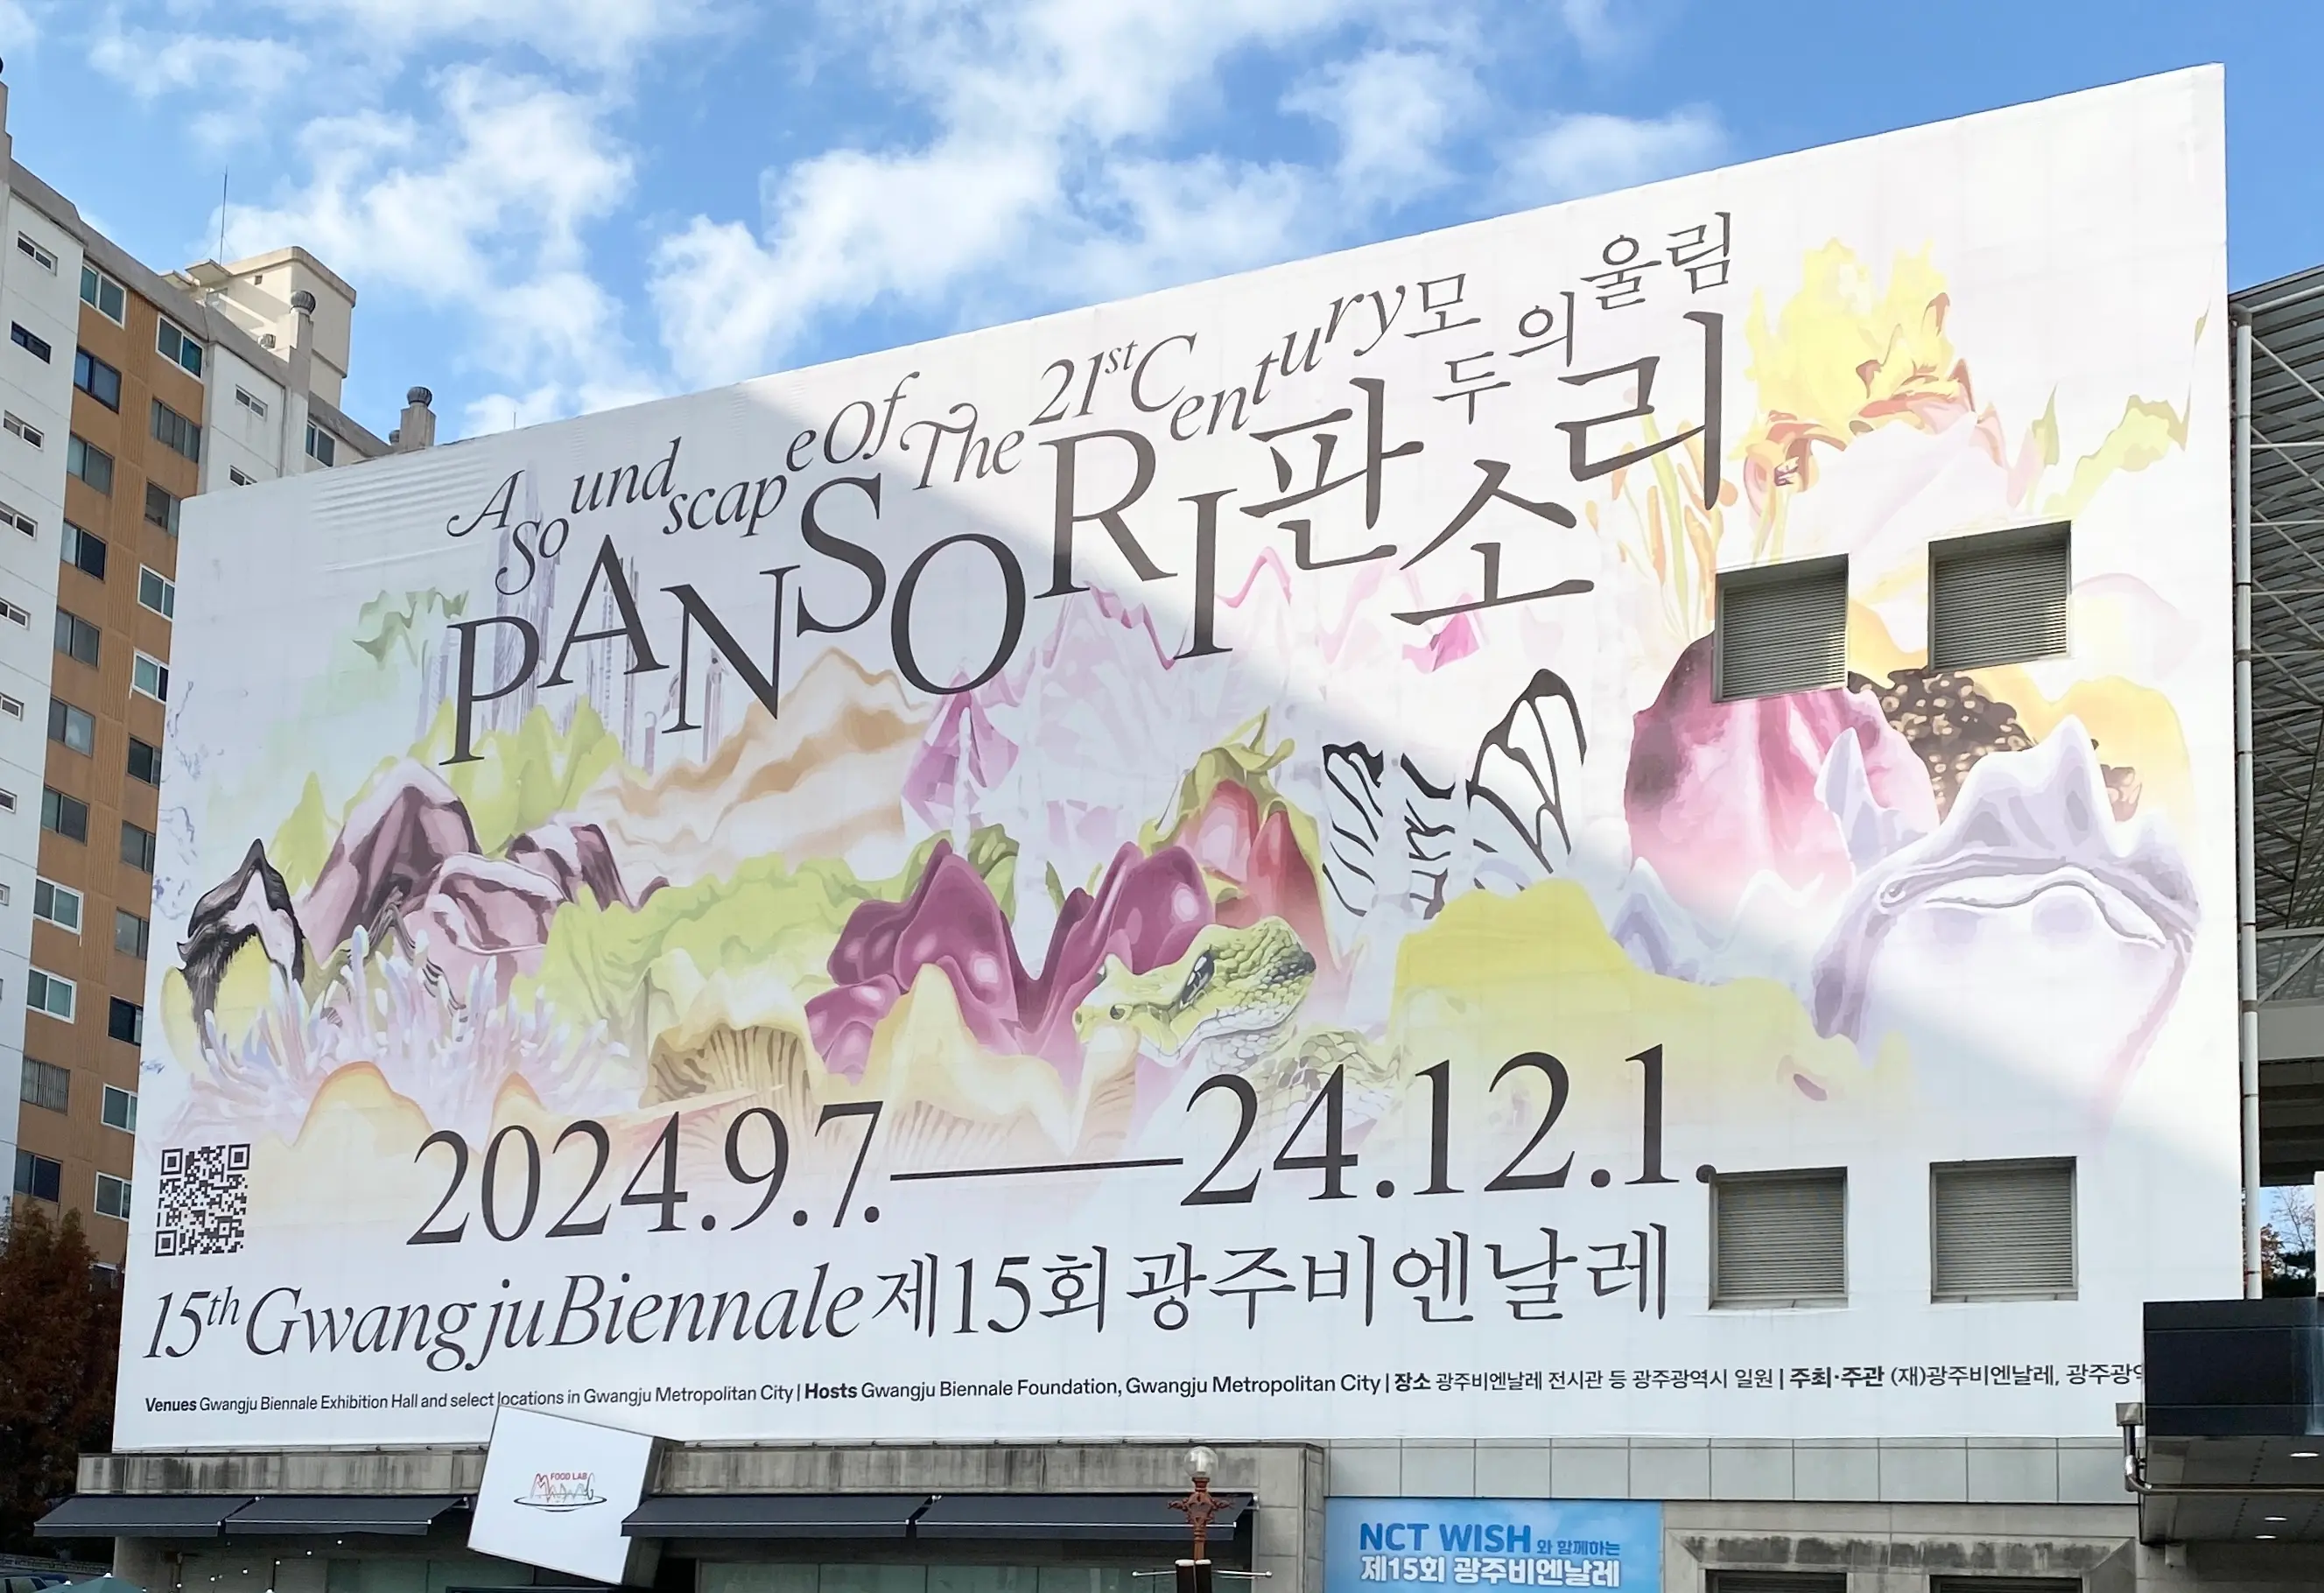 A Soundscape Of The 21st Century 모두의 울림
PANSORI 판소리
2024.9.7.—24.12.1.
15th Gwangju Biennale 제15회 광주비엔날레
Venues Gwangju Biennale Exhibition Hall and select locations in Gwangju Metropolitan City | Hosts Gwangju Biennale Foundation, Gwangju Metropolitan City | 장소 광주비엔날레 전시관 등 광주광역시 일원 | 주최·주관 (재)광주비엔날레, 광주광역
FOOD LAB
NCT WISH 와 함께하는
제15회 광주비엔날레